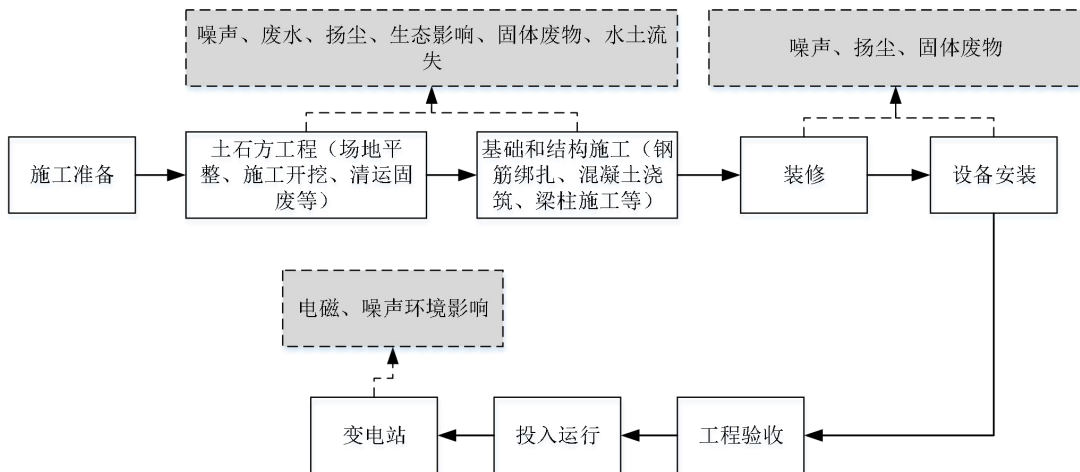 噪声、废水、扬尘、生态影响、固体废物、水土流
失
噪声、扬尘、固体废物
施工准备
土石方工程（场地平
整、施工开挖、清运固
废等）
基础和结构施工（钢
筋绑扎、混凝土浇
筑、梁柱施工等）
装修
设备安装
电磁、噪声环境影响
变电站
投入运行
工程验收